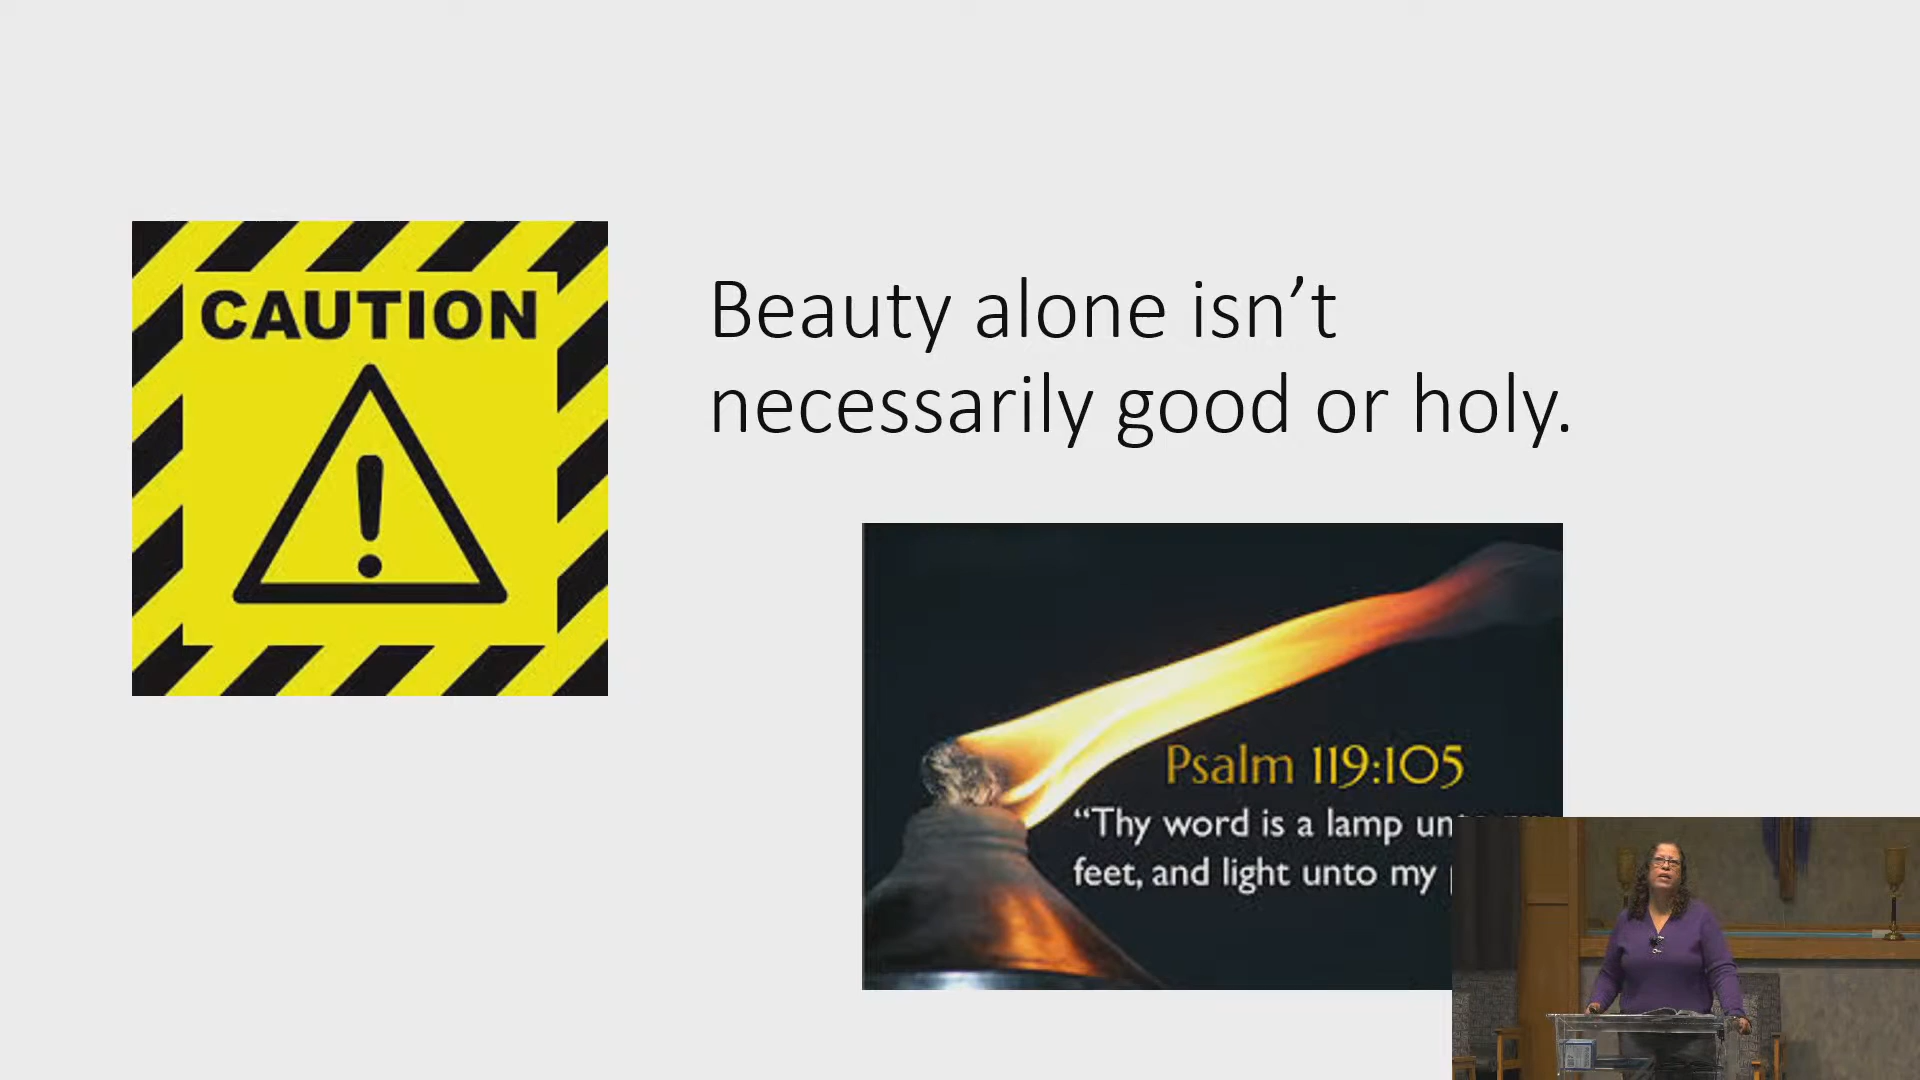 CAUTION
Beauty alone isn’t
necessarily good or holy.
Psalm 119:105
“Thy word is a lamp
feet, and light unto my